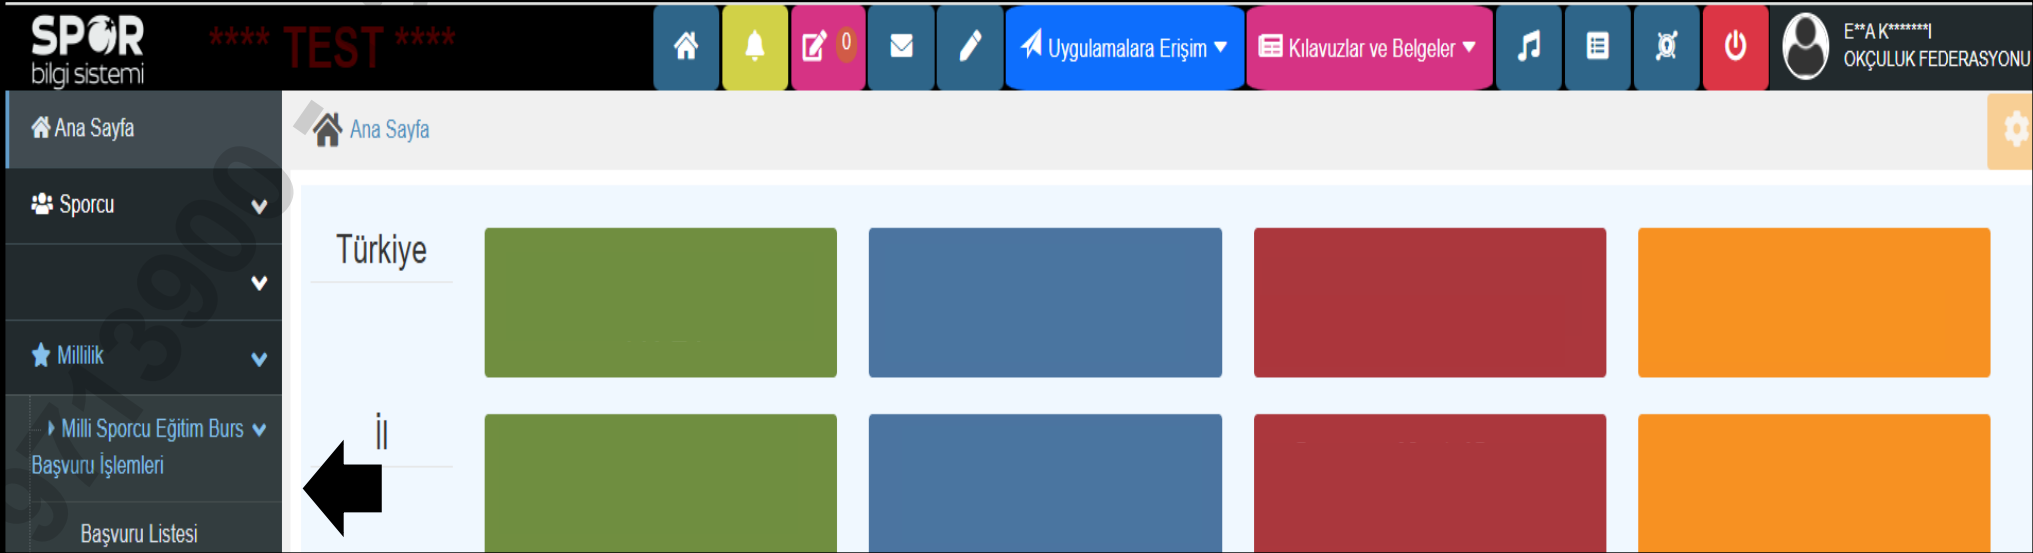 SPOR
bilgi sistemi
**** TEST ****
0
Uygulamalara Erişim
Kılavuzlar ve Belgeler
E**A K*******I
OKÇULUK FEDERASYONU
Ana Sayfa
Ana Sayfa
Sporcu
Türkiye
Millilik
Milli Sporcu Eğitim Burs
Başvuru İşlemleri
İl
Başvuru Listesi
97113900